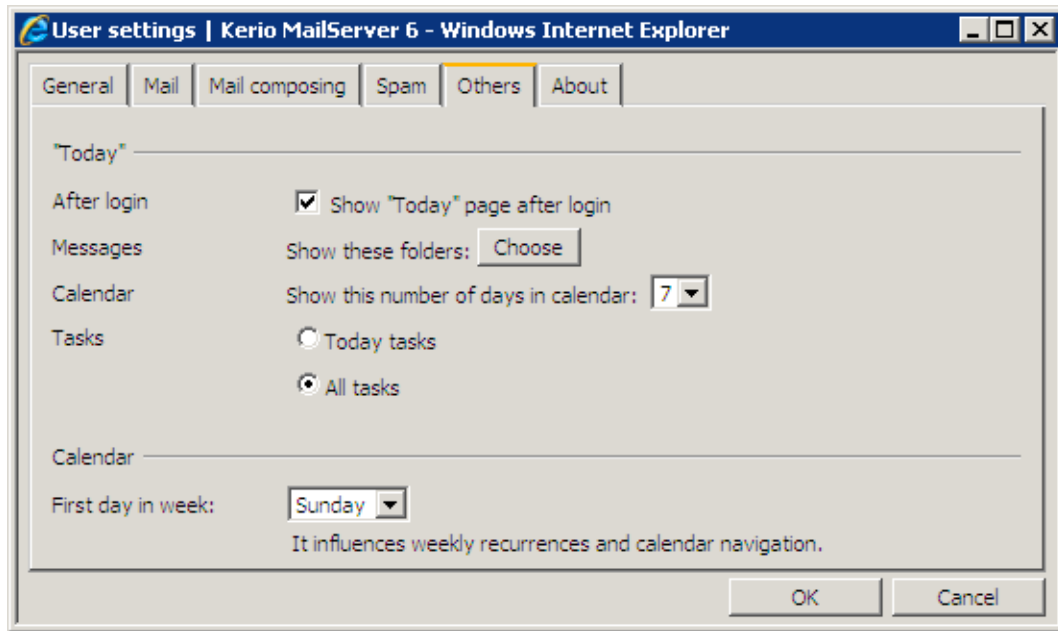 User settings | Kerio MailServer 6 - Windows Internet Explorer
General Mail Mail composing Spam Others About
"Today"
After login Show "Today" page after login
Messages Show these folders: Choose
Calendar Show this number of days in calendar: 7
Tasks Today tasks
All tasks
Calendar
First day in week: Sunday
It influences weekly recurrences and calendar navigation.
OK Cancel